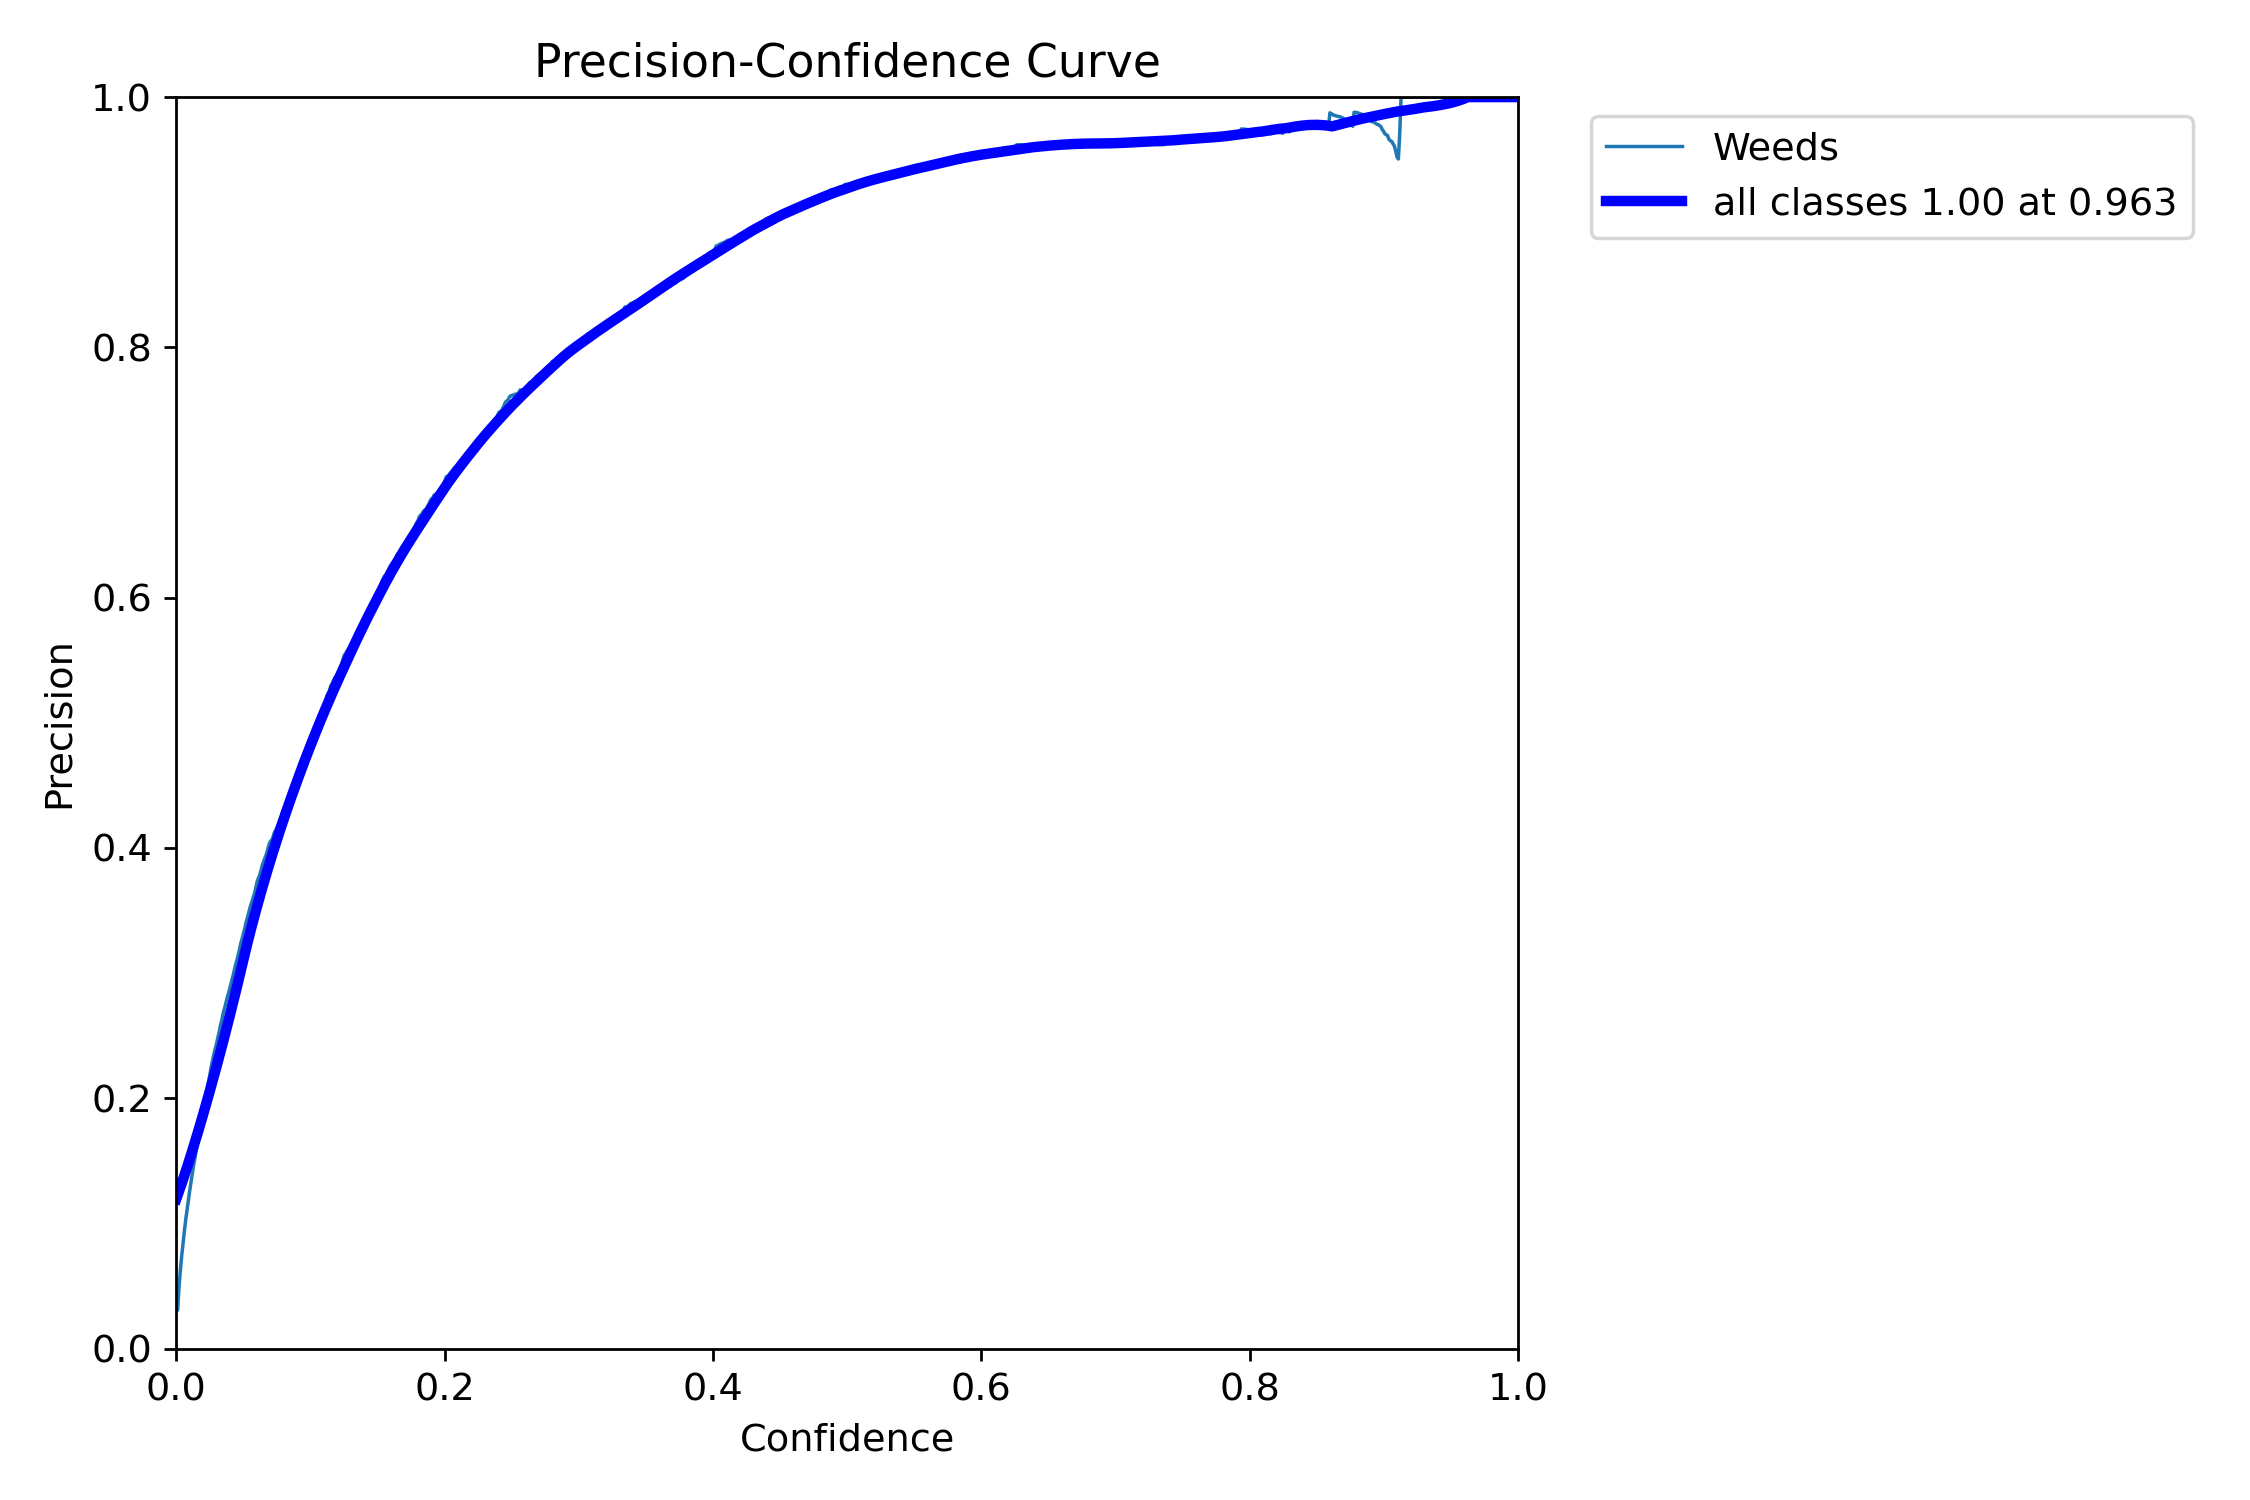 Precision-Confidence Curve
1.0
0.8
0.6
0.4
0.2
0.0
Precision
0.0 0.2 0.4 0.6 0.8 1.0
Confidence
Weeds
all classes 1.00 at 0.963